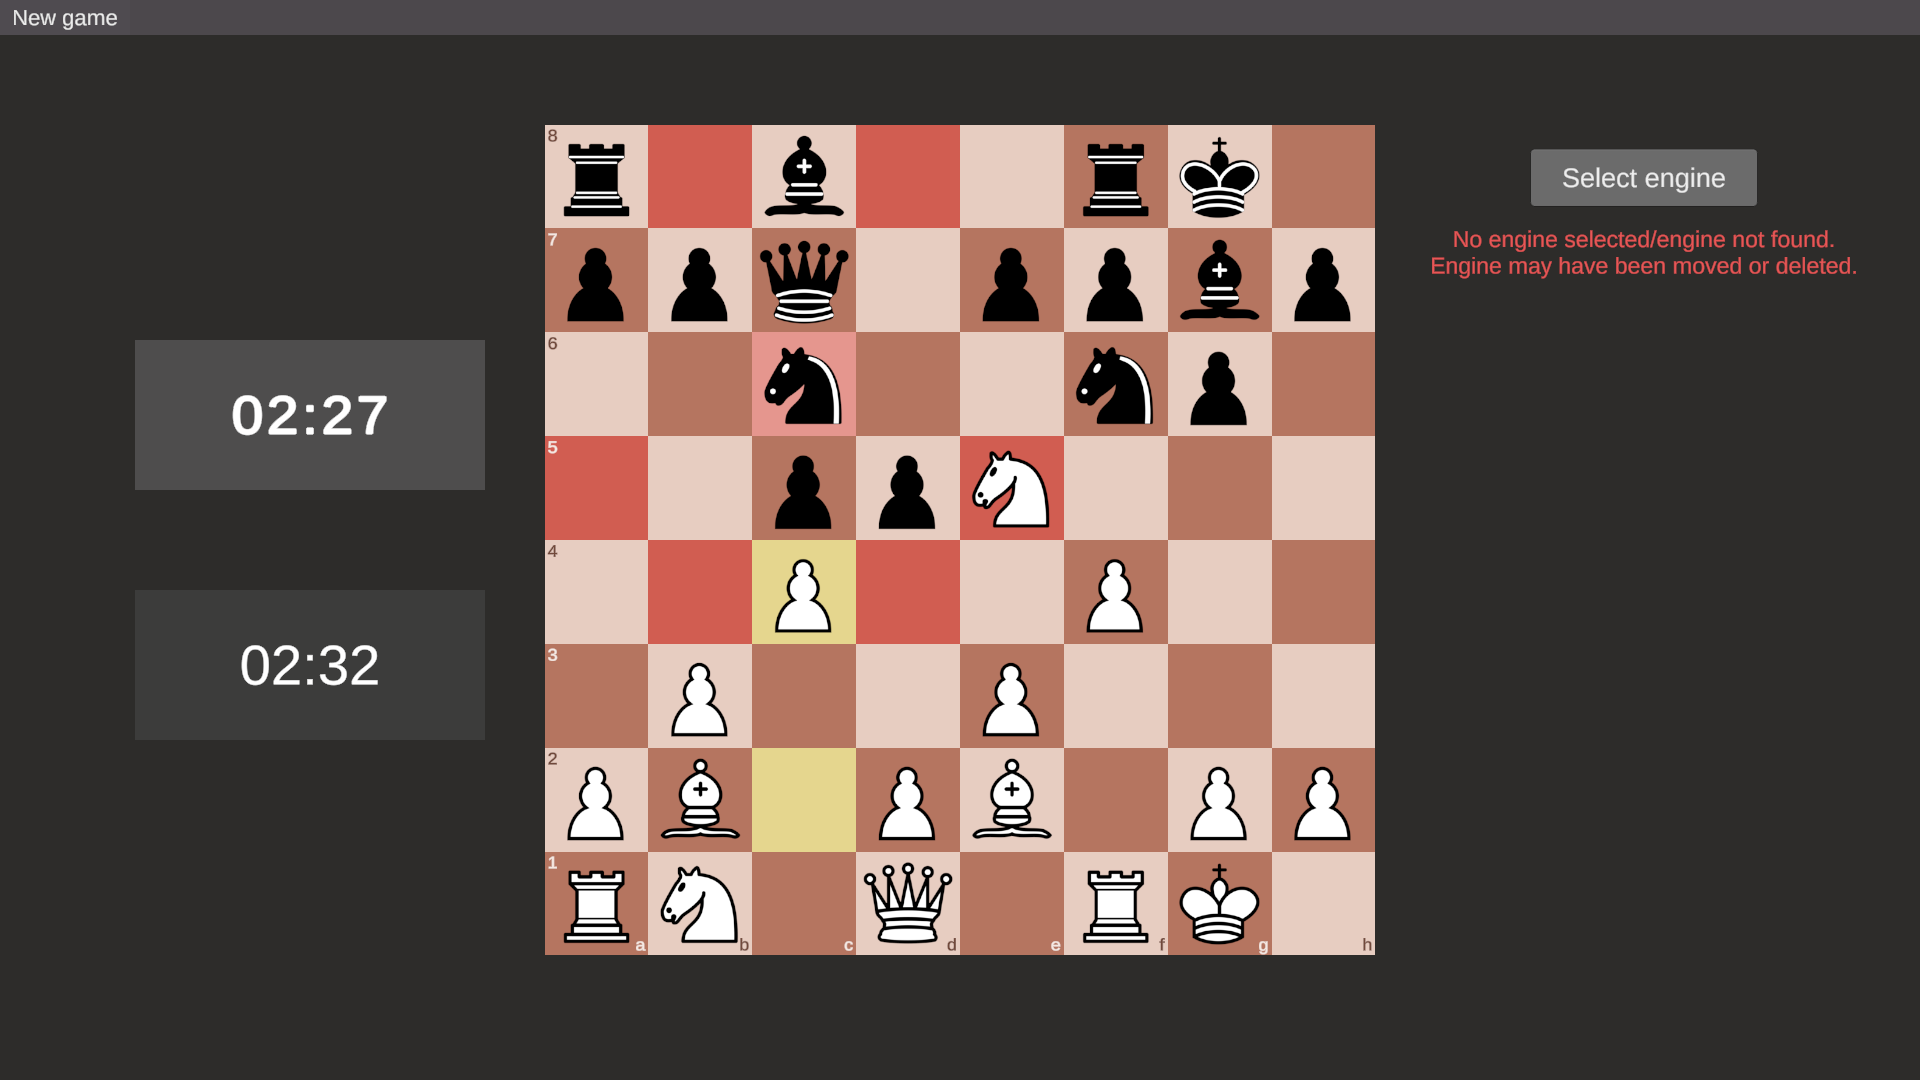 New game
02:27
02:32
8
7
6
5
4
3
2
1
a b c d e f g h
Select engine
No engine selected/engine not found.
Engine may have been moved or deleted.